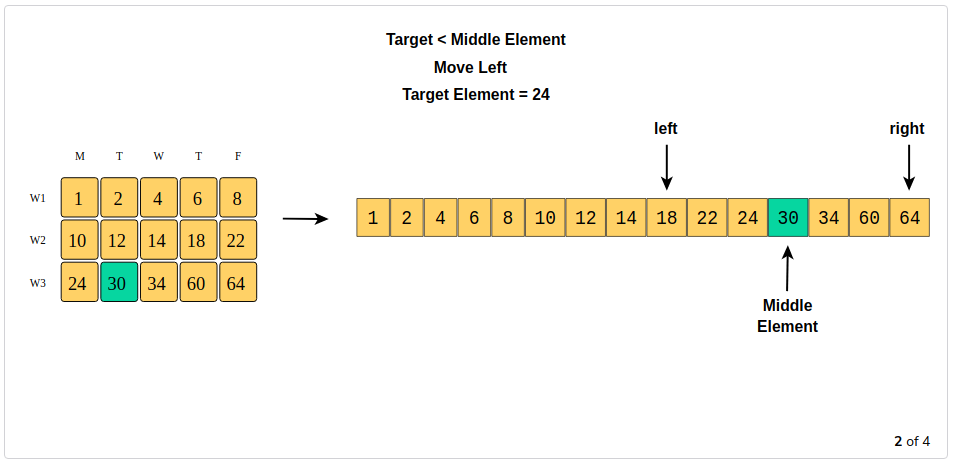 Target < Middle Element
Move Left
Target Element = 24
left right
M T W T F
W1 1 2 4 6 8
W2 10 12 14 18 22
W3 24 30 34 60 64
1 2 4 6 8 10 12 14 18 22 24 30 34 60 64
Middle
Element
2 of 4